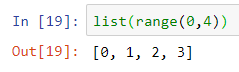 In [19]: list(range(0,4))
Out[19]: [0, 1, 2, 3]